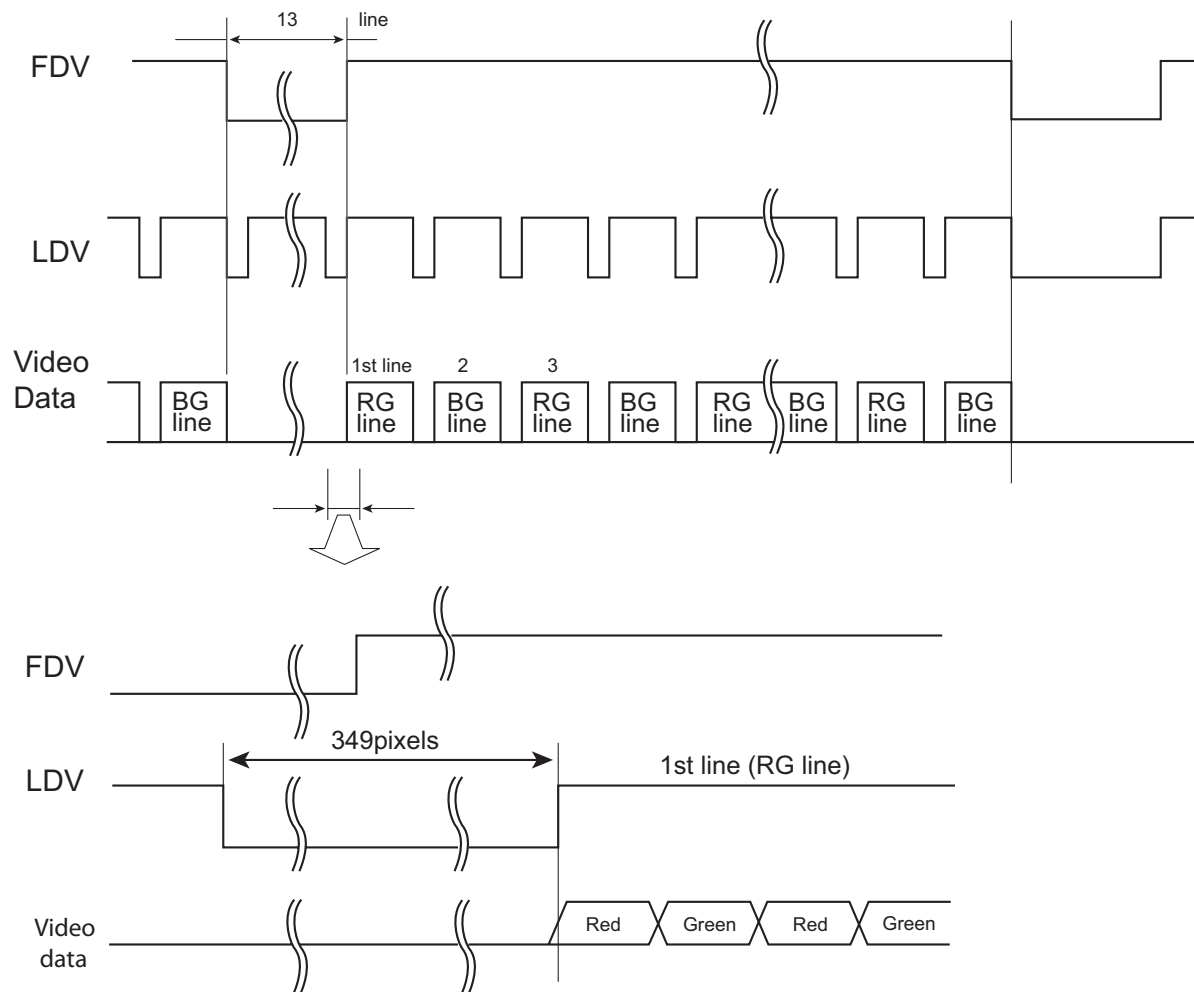 13 line
FDV
LDV
Video
Data
1st line 2 3
BG
line
RG
line
BG
line
RG
line
BG
line
RG
line
BG
line
RG
line
BG
line
FDV
349pixels
LDV
1st line (RG line)
Video
data
Red Green Red Green